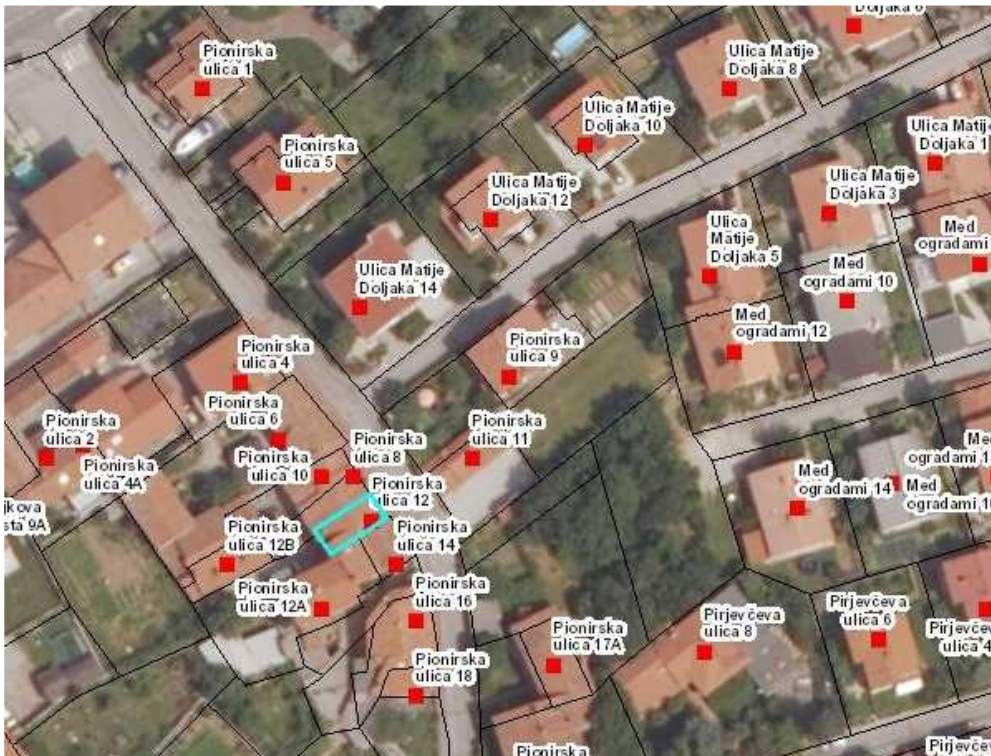 Doljaka 6
Pionirska
ulica 1
Ulica Matije
Doljaka 8
Ulica Matije
Doljaka 10
Ulica Matije
Doljaka 1
Pionirska
ulica 5
Ulica Matije
Doljaka 12
Ulica Matije
Doljaka 3
Ulica
Matije
Doljaka 5
Med
ogradami
Ulica Matije
Doljaka 14
Med
ogradami 10
Med
ogradami 12
Pionirska
ulica 9
Pionirska
ulica 4
Pionirska
ulica 6
Pionirska
ulica 2
Pionirska
ulica 4A
Pionirska
ulica 8
Pionirska
ulica 10
Pionirska
ulica 11
Pionirska
ulica 12
Med
ogradami 14
Med
ogradami 16
jkova
sta 9A
Pionirska
ulica 12B
Pionirska
ulica 14
Pionirska
ulica 12A
Pionirska
ulica 16
Pionirska
ulica 17A
Pirjevčeva
ulica 8
Pirjevčeva
ulica 6
Pirjevčeva
ulica 4
Pionirska
ulica 18
Pionirska
Pirjevčev